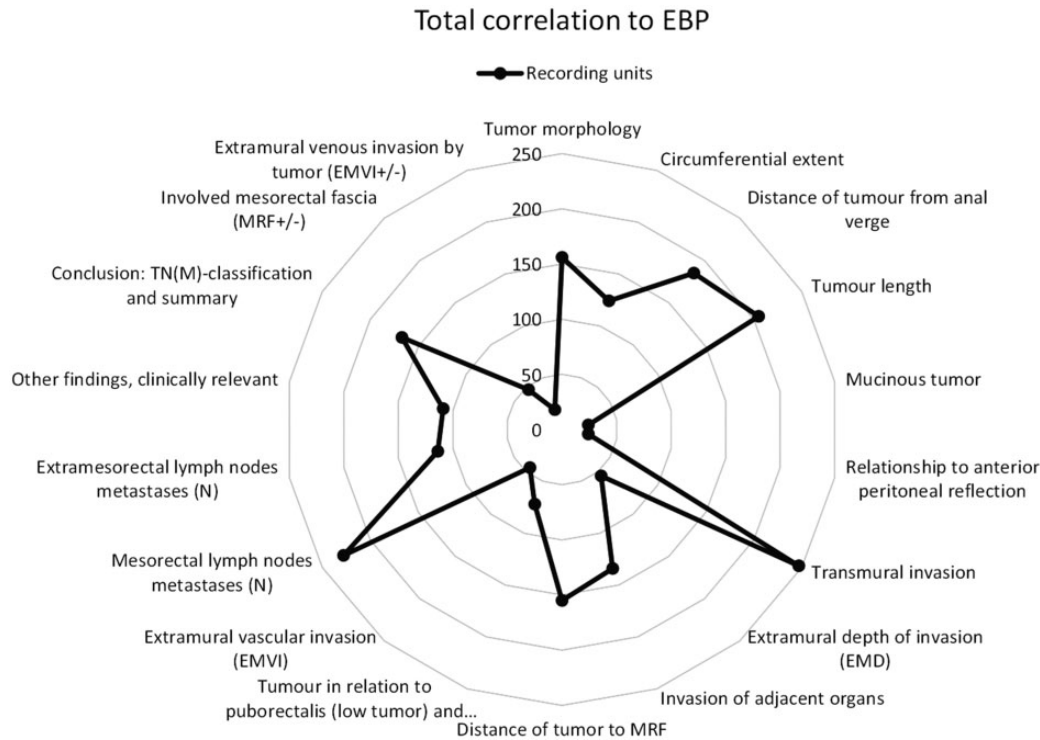 Total correlation to EBP
Recording units
Tumor morphology
Circumferential extent
Distance of tumour from anal
verge
Tumour length
Mucinous tumor
Relationship to anterior
peritoneal reflection
Transmural invasion
Extramural depth of invasion
(EMD)
Invasion of adjacent organs
Distance of tumor to MRF
Tumour in relation to
puborectalis (low tumor) and...
Extramural vascular invasion
(EMVI)
Mesorectal lymph nodes
metastases (N)
Extramesorectal lymph nodes
metastases (N)
Other findings, clinically relevant
Conclusion: TN(M)-classification
and summary
Involved mesorectal fascia
(MRF+/-)
Extramural venous invasion by
tumor (EMVI+/-)
250
200
150
100
50
0